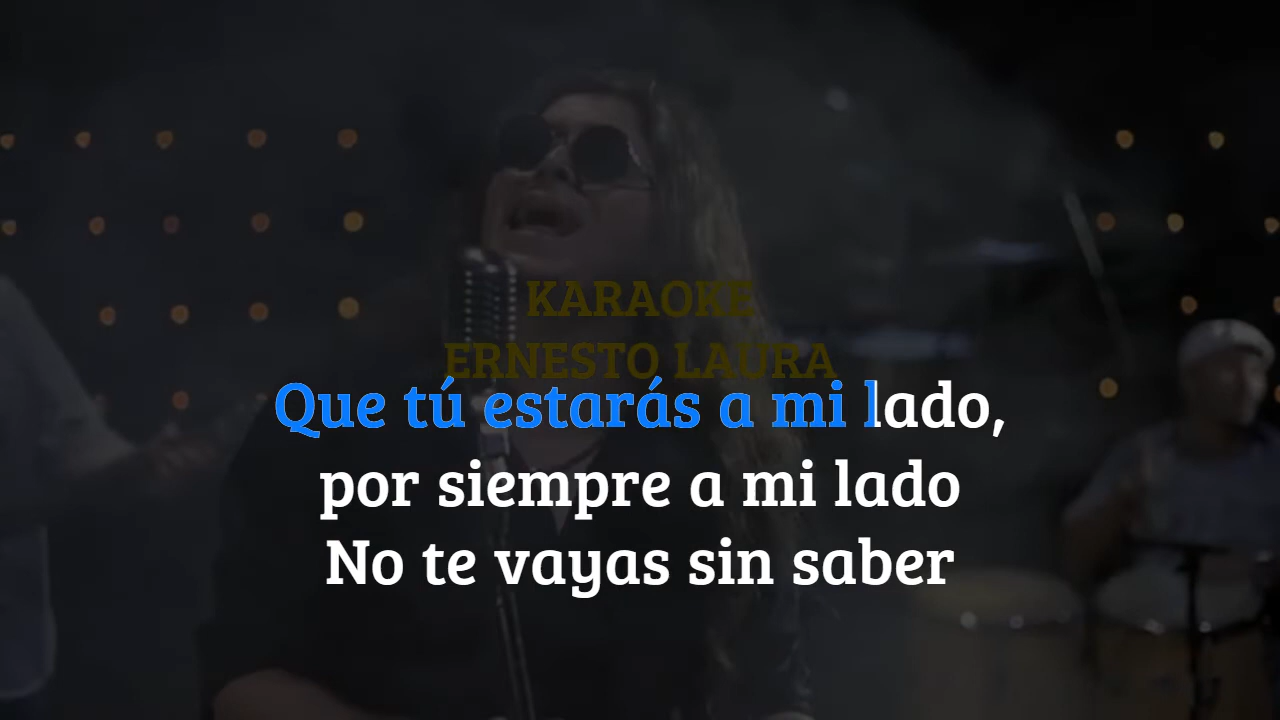 KARAOKE
ERNESTO LAURA
Que tú estarás a mi lado,
por siempre a mi lado
No te vayas sin saber